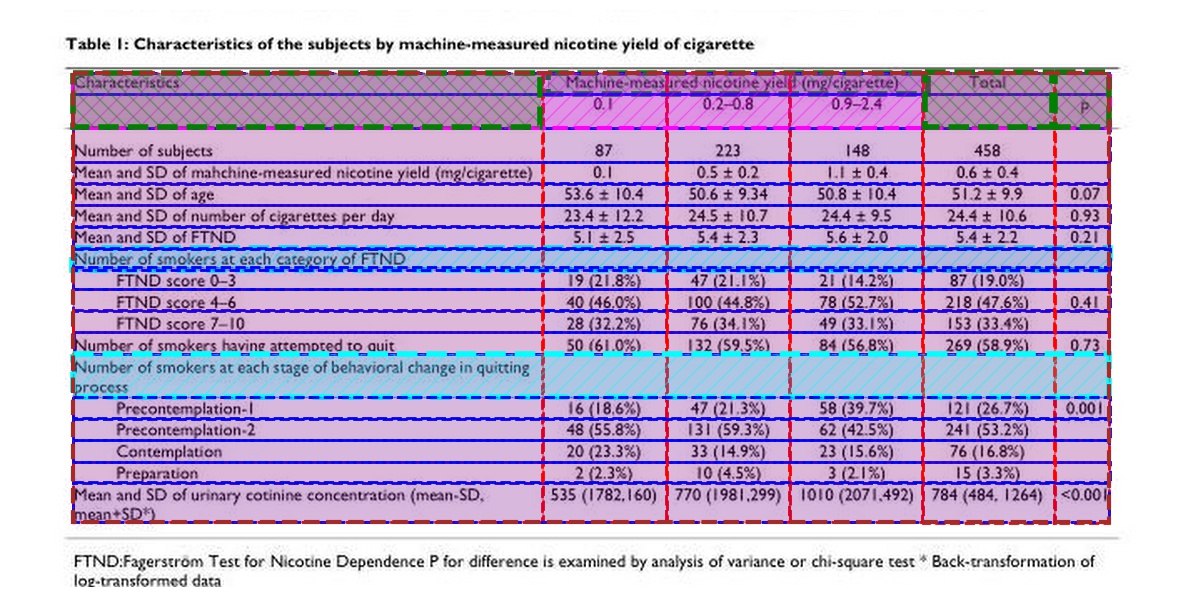 Table 1: Characteristics of the subjects by machine-measured nicotine yield of cigarette
Characteristics Machine-measured nicotine yield (mg/cigarette) Total
0.1 0.2–0.8 0.9–2.4 p
Number of subjects 87 223 148 458
Mean and SD of mahchine-measured nicotine yield (mg/cigarette) 0.1 0.5 ± 0.2 1.1 ± 0.4 0.6 ± 0.4
Mean and SD of age 53.6 ± 10.4 50.6 ± 9.34 50.8 ± 10.4 51.2 ± 9.9 0.07
Mean and SD of number of cigarettes per day 23.4 ± 12.2 24.5 ± 10.7 24.4 ± 9.5 24.4 ± 10.6 0.93
Mean and SD of FTND 5.1 ± 2.5 5.4 ± 2.3 5.6 ± 2.0 5.4 ± 2.2 0.21
Number of smokers at each category of FTND
FTND score 0–3 19 (21.8%) 47 (21.1%) 21 (14.2%) 87 (19.0%)
FTND score 4–6 40 (46.0%) 100 (44.8%) 78 (52.7%) 218 (47.6%) 0.41
FTND score 7–10 28 (32.2%) 76 (34.1%) 49 (33.1%) 153 (33.4%)
Number of smokers having attempted to quit 50 (61.0%) 132 (59.5%) 84 (56.8%) 269 (58.9%) 0.73
Number of smokers at each stage of behavioral change in quitting
process
Precontemplation-1 16 (18.6%) 47 (21.3%) 58 (39.7%) 121 (26.7%) 0.001
Precontemplation-2 48 (55.8%) 131 (59.3%) 62 (42.5%) 241 (53.2%)
Contemplation 20 (23.3%) 33 (14.9%) 23 (15.6%) 76 (16.8%)
Preparation 2 (2.3%) 10 (4.5%) 3 (2.1%) 15 (3.3%)
Mean and SD of urinary cotinine concentration (mean-SD, 535 (1782,160) 770 (1981,299) 1010 (2071,492) 784 (484, 1264) <0.001
mean+SD*)
FTND:Fagerström Test for Nicotine Dependence P for difference is examined by analysis of variance or chi-square test * Back-transformation of
log-transformed data